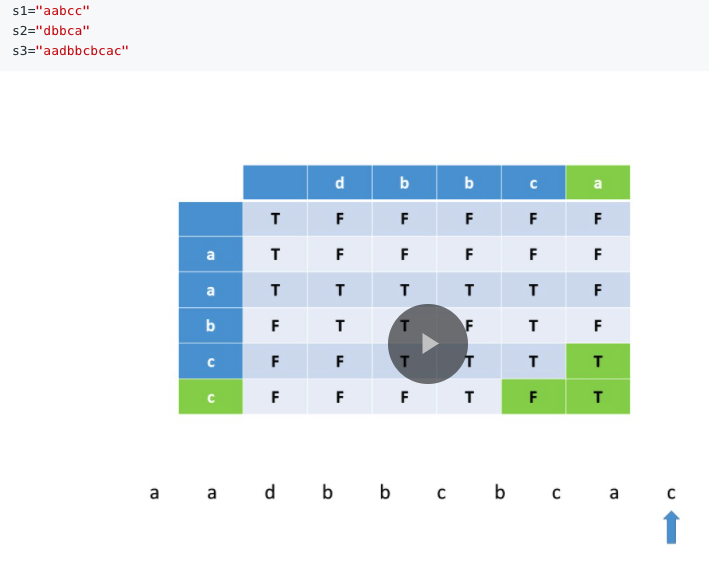 s1="aabcc"
s2="dbbca"
s3="aadbbcbcac"
d b b c a
T F F F F F
a T F F F F F
a T T T T T F
b F T T F T F
c F F T T T T
c F F F T F T
a a d b b c b c a c